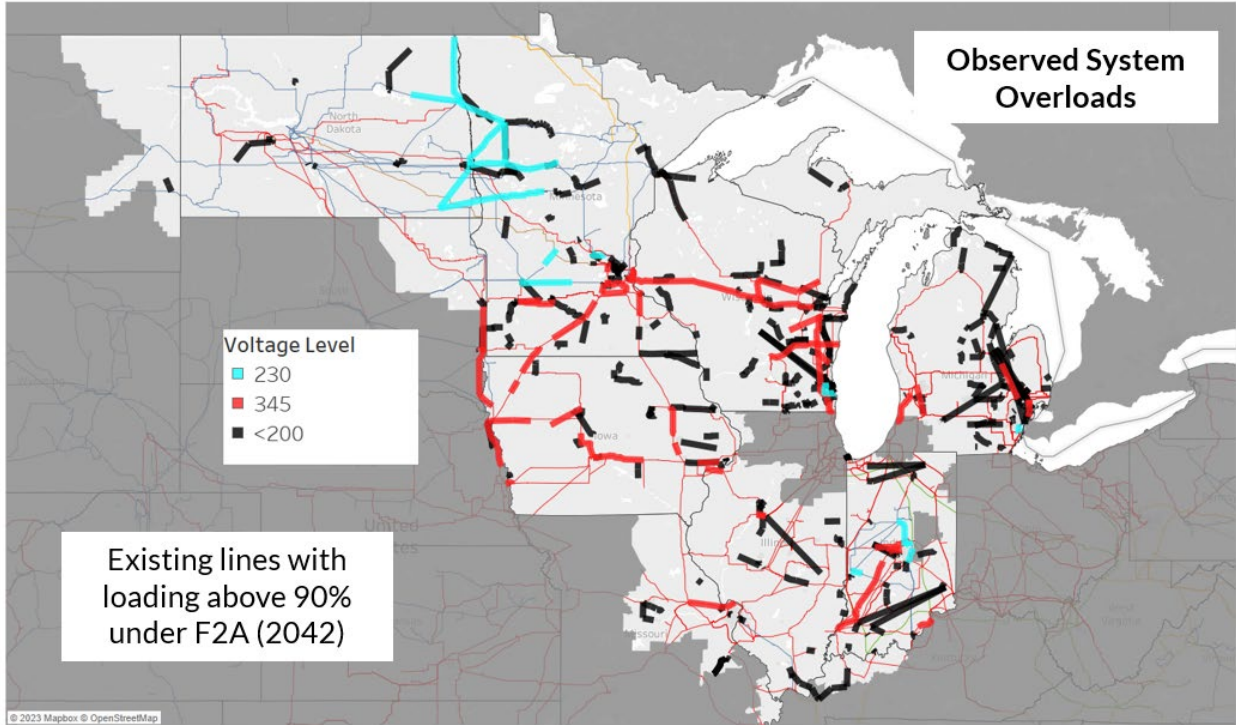 Observed System
Overloads
North
Dakota
Minnesota
Voltage Level
230
345
<200
Michigan
Iowa
United
Existing lines with
loading above 90%
under F2A (2042)
© 2023 Mapbox © OpenStreetMap